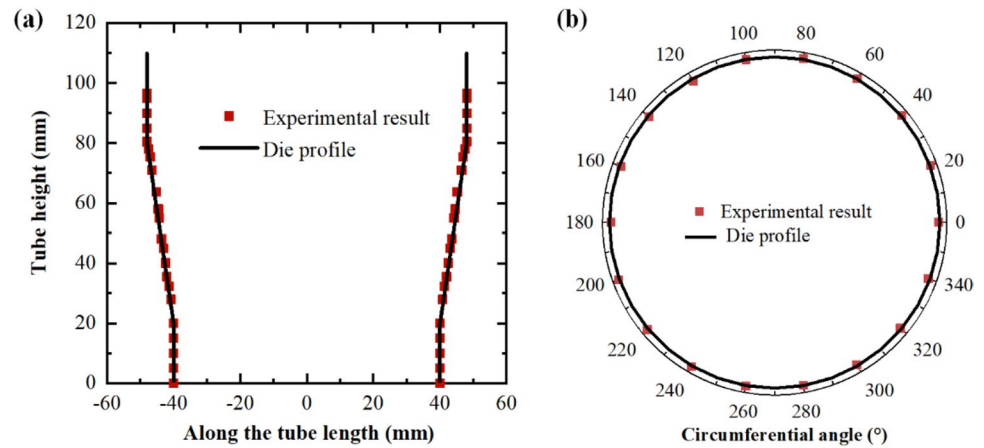 (a)
120
100
80
60
40
20
0
Tube height (mm)
-60 -40 -20 0 20 40 60
Along the tube length (mm)
Experimental result
Die profile
(b)
100 80
120 60
140 40
160 20
180 0
200 340
220 320
240 300
260 280
Experimental result
Die profile
Circumferential angle (°)